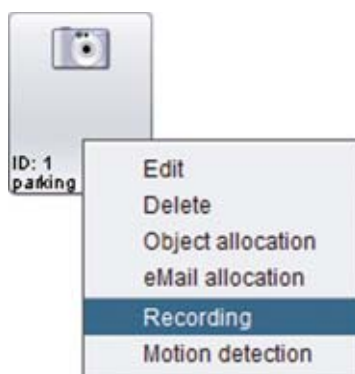 ID: 1
parking
Edit
Delete
Object allocation
eMail allocation
Recording
Motion detection